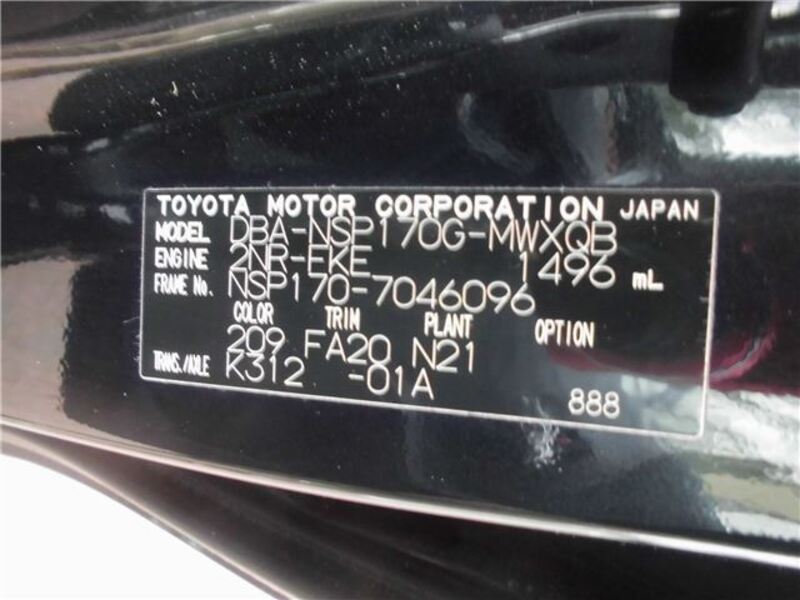 TOYOTA MOTOR CORPORATION JAPAN
MODEL DBA-NSP170G-MWXQB
ENGINE 2NR-FKE 1496 mL
FRAME No. NSP170-7046096
COLOR TRIM PLANT OPTION
209 FA20 N21
TRANS./AXLE K312 -01A
888